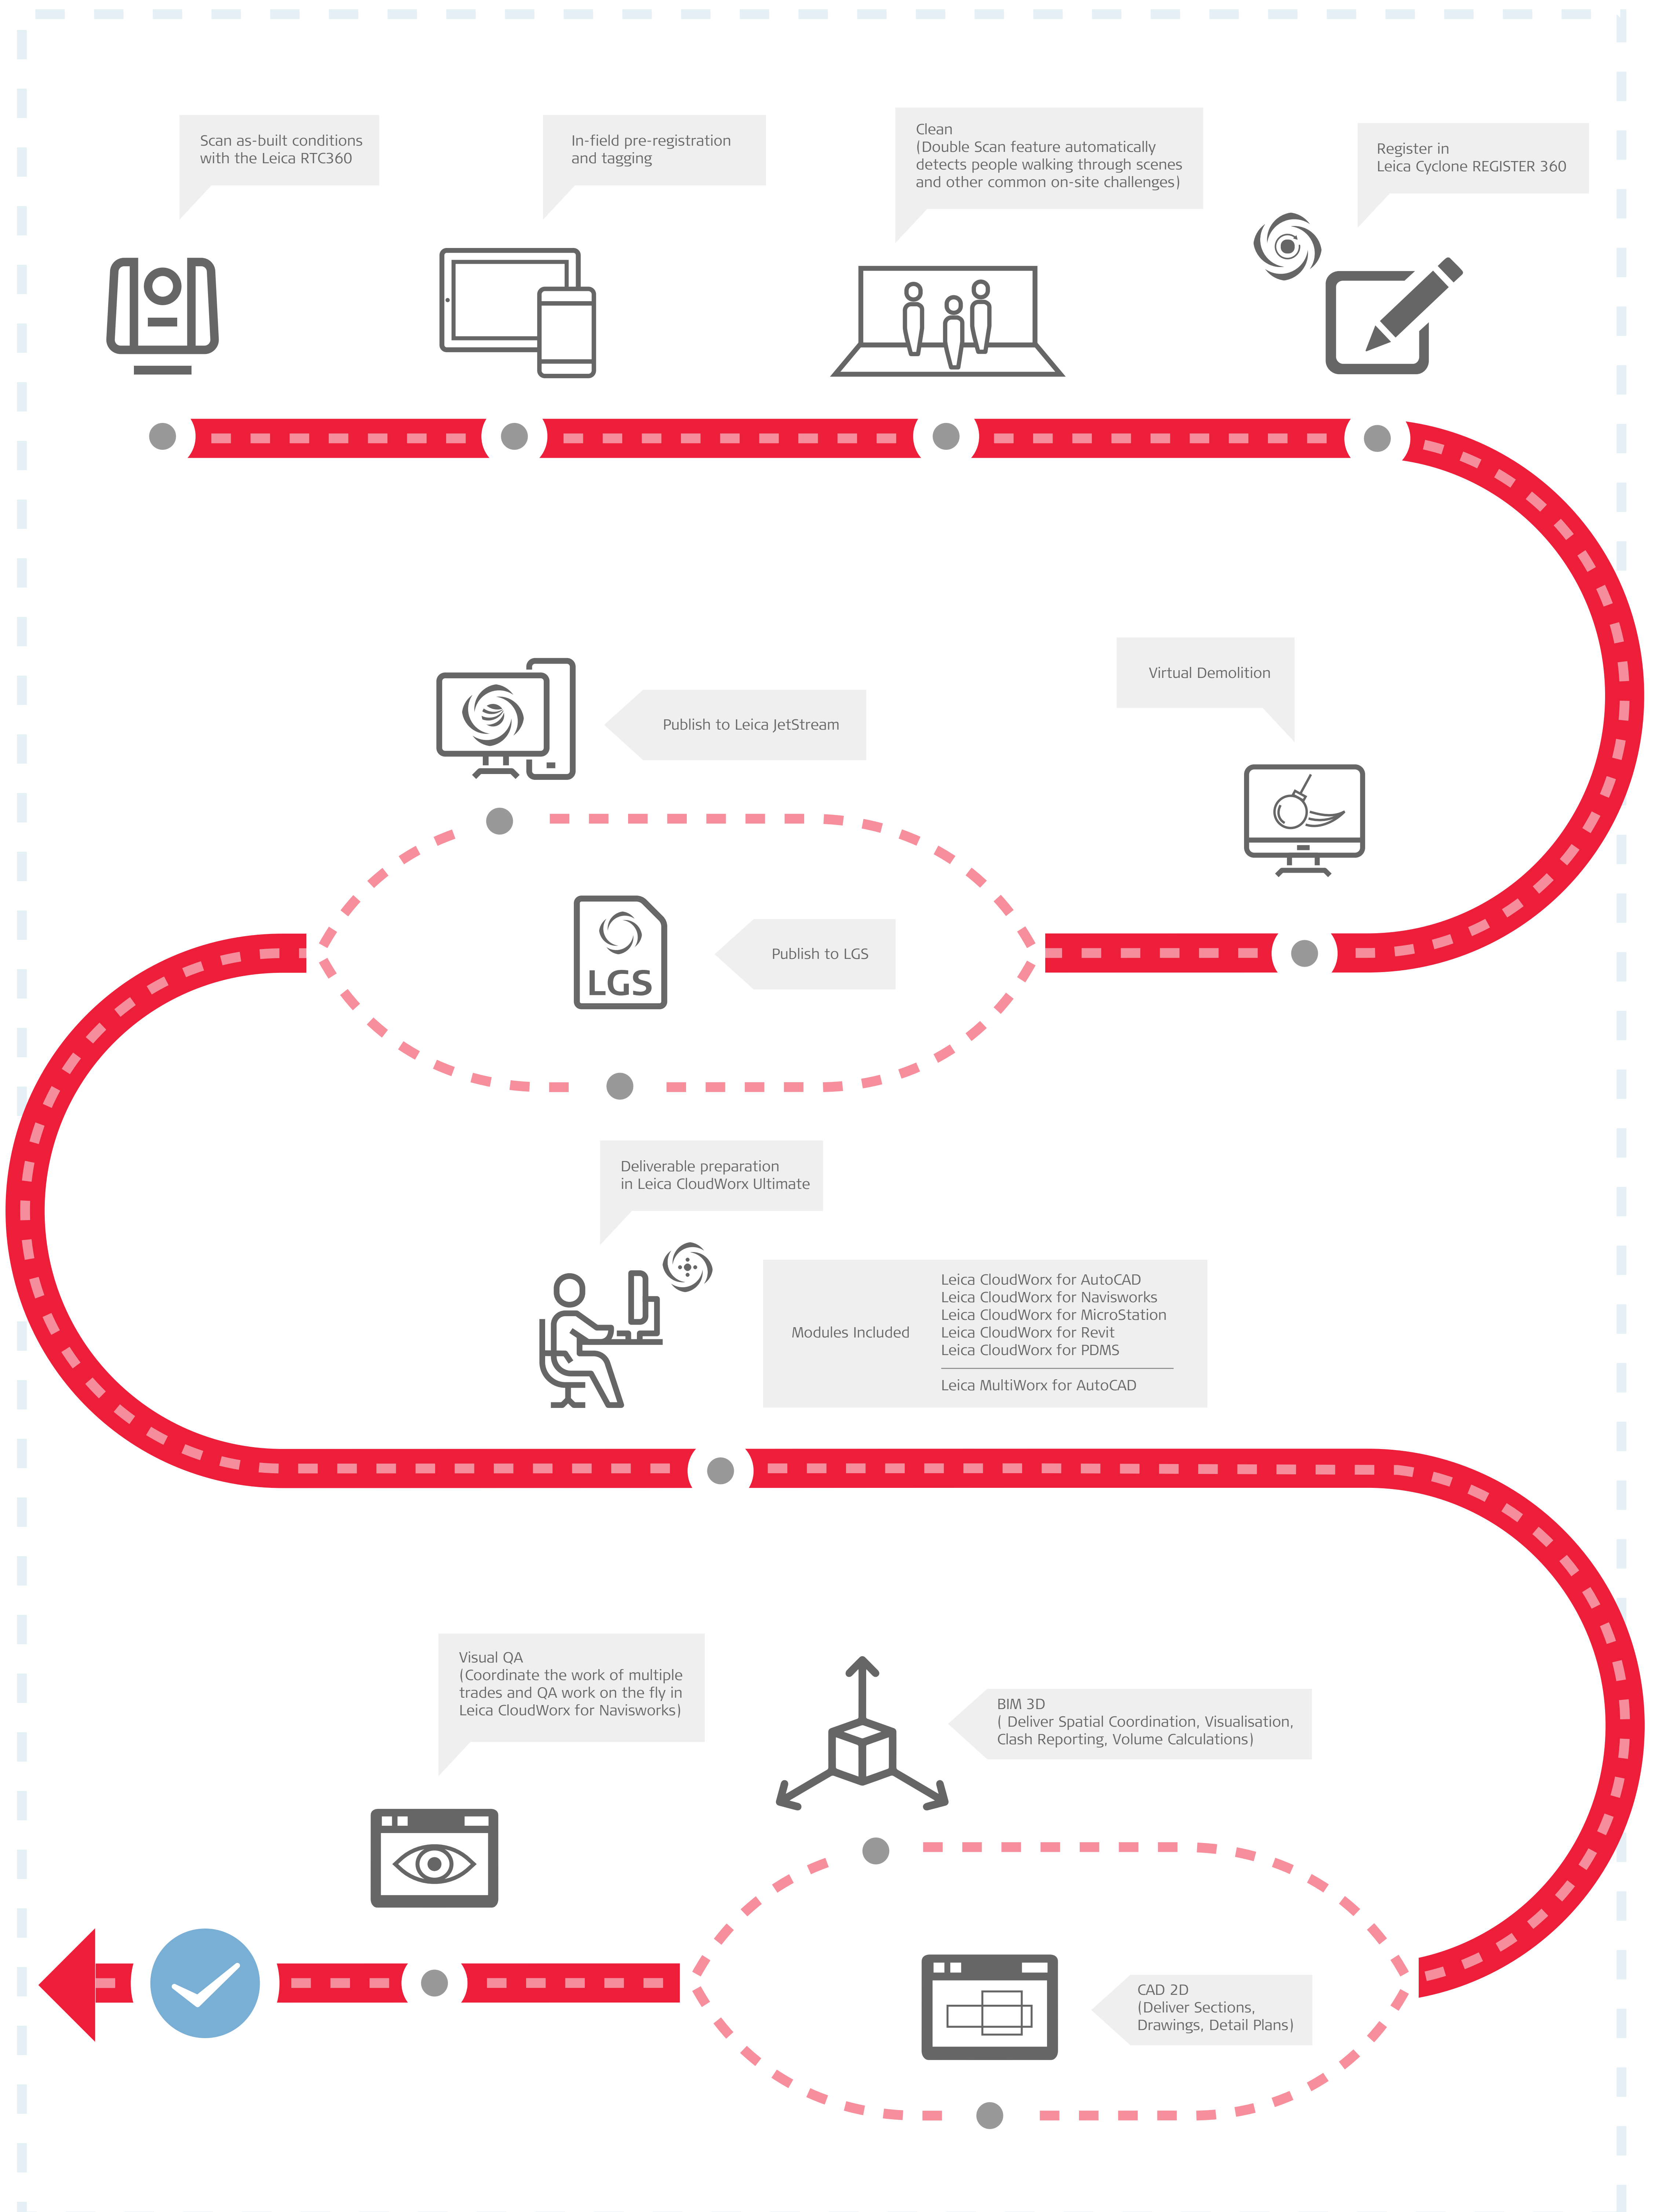 Scan as-built conditions
with the Leica RTC360
In-field pre-registration
and tagging
Clean
(Double Scan feature automatically
detects people walking through scenes
and other common on-site challenges)
Register in
Leica Cyclone REGISTER 360
Virtual Demolition
Publish to Leica JetStream
LGS
Publish to LGS
Deliverable preparation
in Leica CloudWorx Ultimate
Modules Included
Leica CloudWorx for AutoCAD
Leica CloudWorx for Navisworks
Leica CloudWorx for MicroStation
Leica CloudWorx for Revit
Leica CloudWorx for PDMS
Leica MultiWorx for AutoCAD
BIM 3D
( Deliver Spatial Coordination, Visualisation,
Clash Reporting, Volume Calculations)
CAD 2D
(Deliver Sections,
Drawings, Detail Plans)
Visual QA
(Coordinate the work of multiple
trades and QA work on the fly in
Leica CloudWorx for Navisworks)